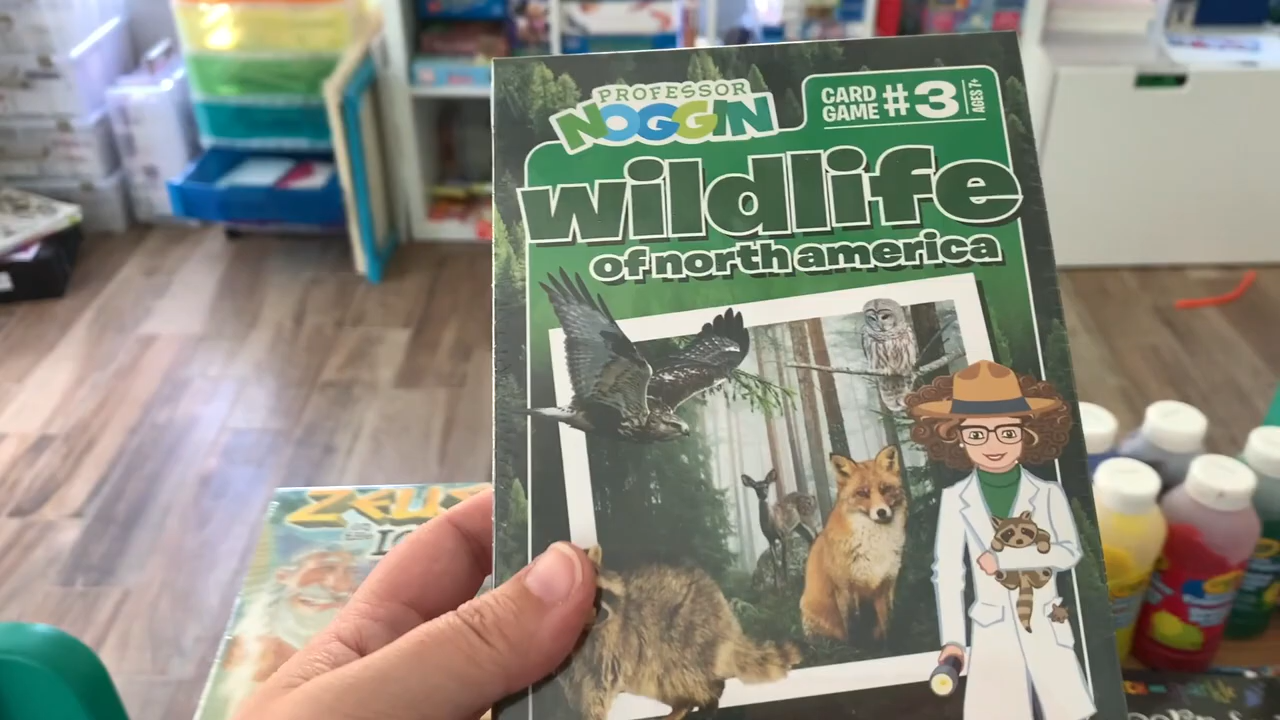 PROFESSOR
NOGGIN
CARD
GAME #3
AGES 7+
wildlife
of north america
ZEUS